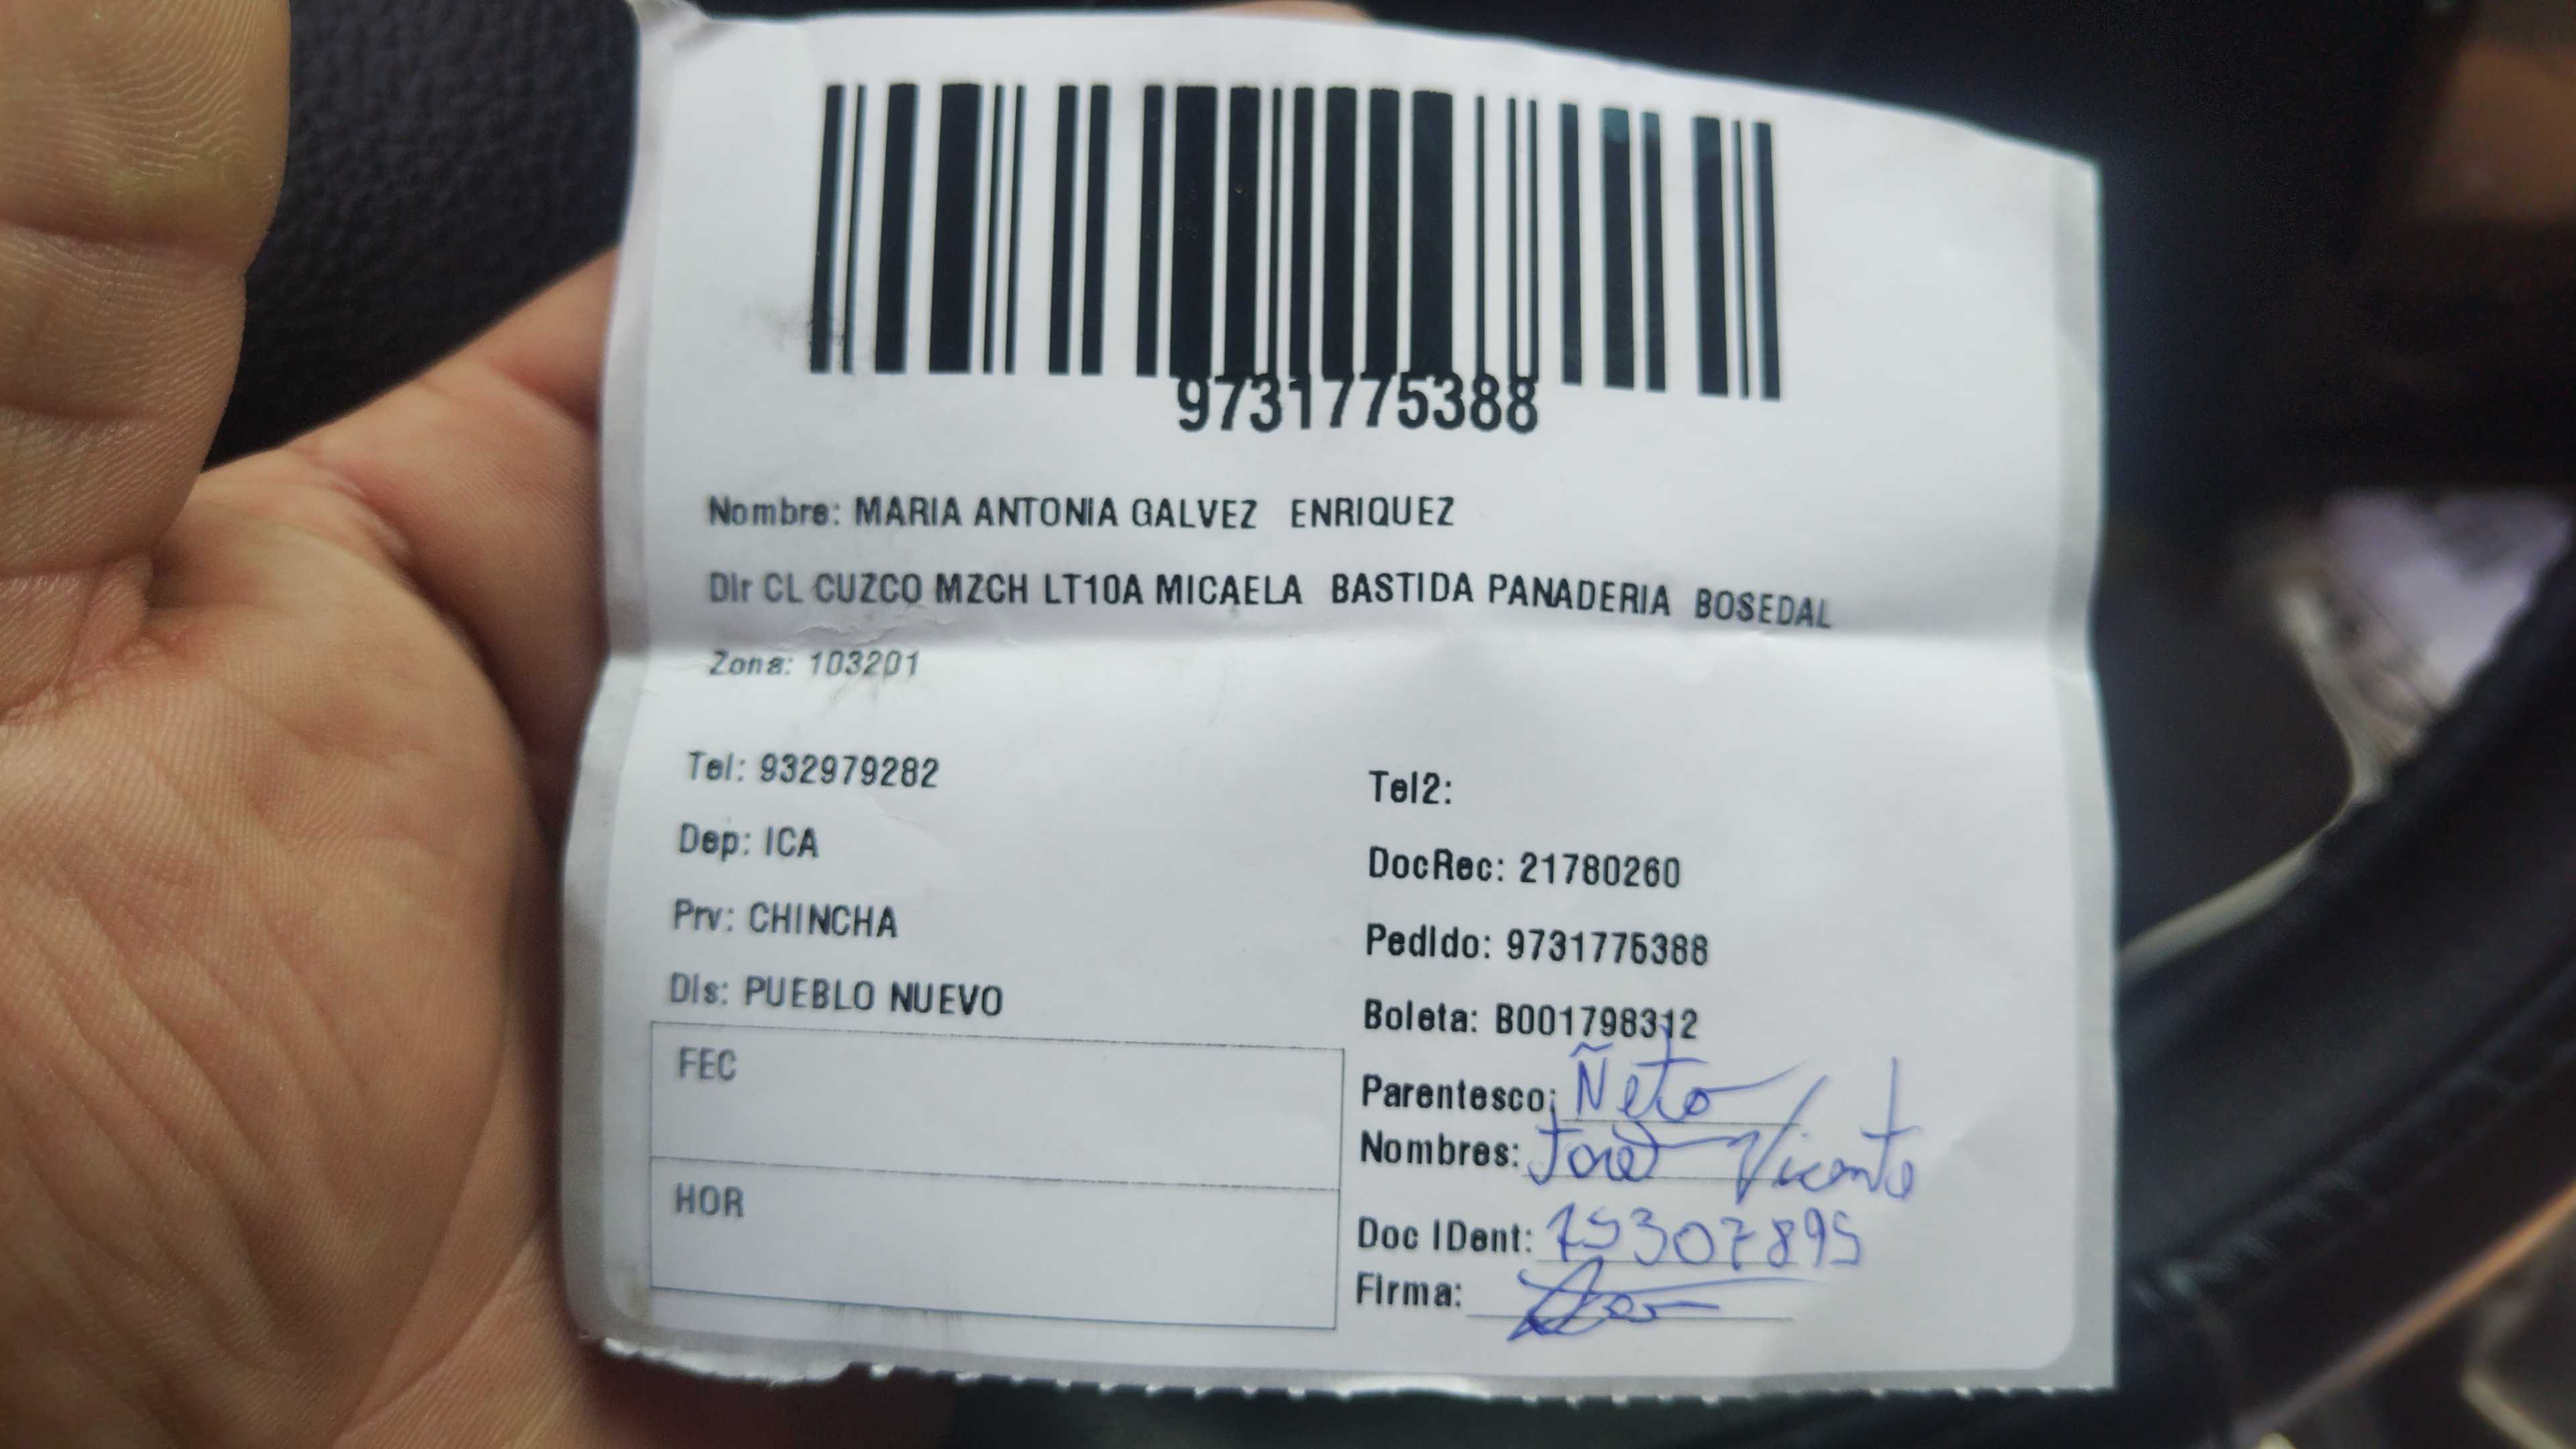 9731775388
Nombre: MARIA ANTONIA GALVEZ ENRIQUEZ
Dir CL CUZCO MZCH LT10A MICAELA BASTIDA PANADERIA BOSEDAL
Zona: 103201
Tel: 932979282
Tel2:
Dep: ICA
DocRec: 21780260
Prv: CHINCHA
Pedido: 9731775388
Dis: PUEBLO NUEVO
Boleta: B001798312
FEC
Parentesco: Ñeto
Nombres: José Vicente
HOR
Doc IDent: 75307895
Firma: